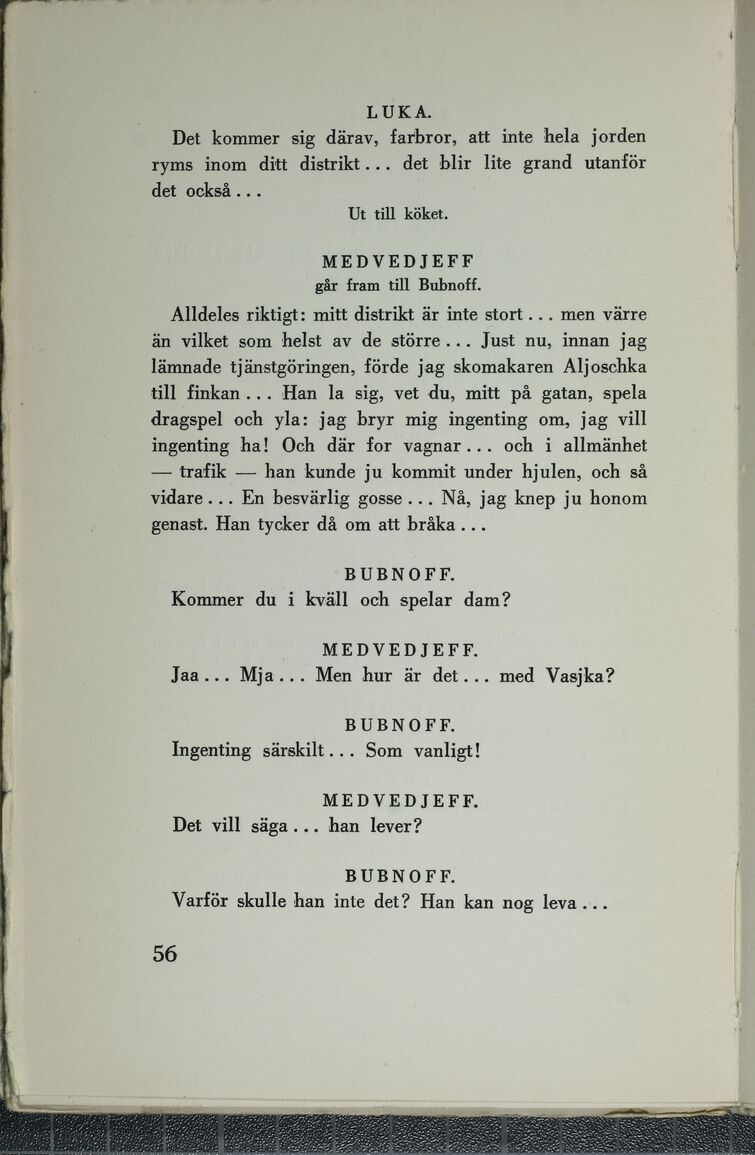 LUKA.
Det kommer sig därav, farbror, att inte hela jorden
ryms inom ditt distrikt... det blir lite grand utanför
det också...
Ut till köket.
MEDVEDJEFF
går fram till Bubnoff.
Alldeles riktigt: mitt distrikt är inte stort... men värre
än vilket som helst av de större... Just nu, innan jag
lämnade tjänstgöringen, förde jag skomakaren Aljoschka
till finkan... Han la sig, vet du, mitt på gatan, spela
dragspel och yla: jag bryr mig ingenting om, jag vill
ingenting ha! Och där for vagnar... och i allmänhet
— trafik — han kunde ju kommit under hjulen, och så
vidare... En besvärlig gosse... Nå, jag knep ju honom
genast. Han tycker då om att bråka...
BUBNOFF.
Kommer du i kväll och spelar dam?
MEDVEDJEFF.
Jaa... Mja... Men hur är det... med Vasjka?
BUBNOFF.
Ingenting särskilt... Som vanligt!
MEDVEDJEFF.
Det vill säga... han lever?
BUBNOFF.
Varför skulle han inte det? Han kan nog leva...
56